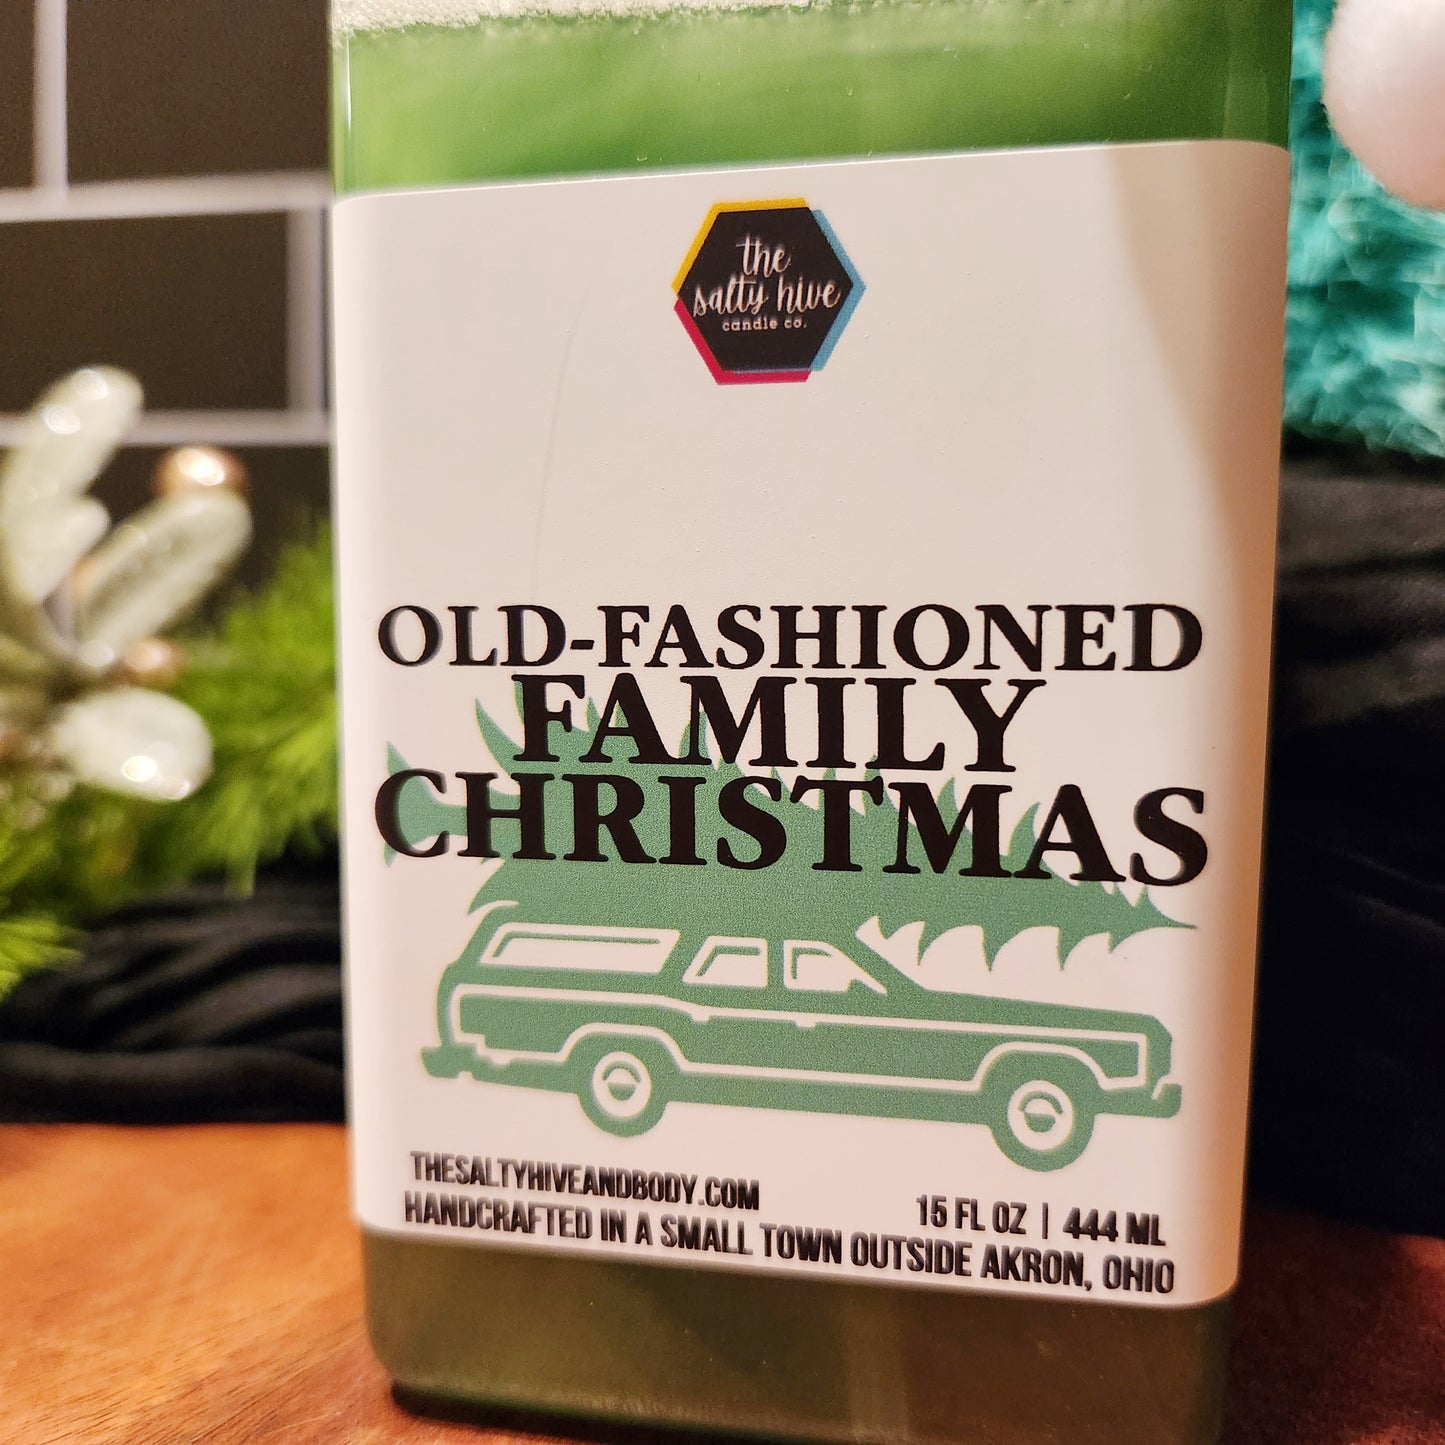 the
salty hive
candle co.
OLD-FASHIONED
FAMILY
CHRISTMAS
THESALTYHIVEANDBODY.COM
15 FL OZ | 444 ML
HANDCRAFTED IN A SMALL TOWN OUTSIDE AKRON, OHIO